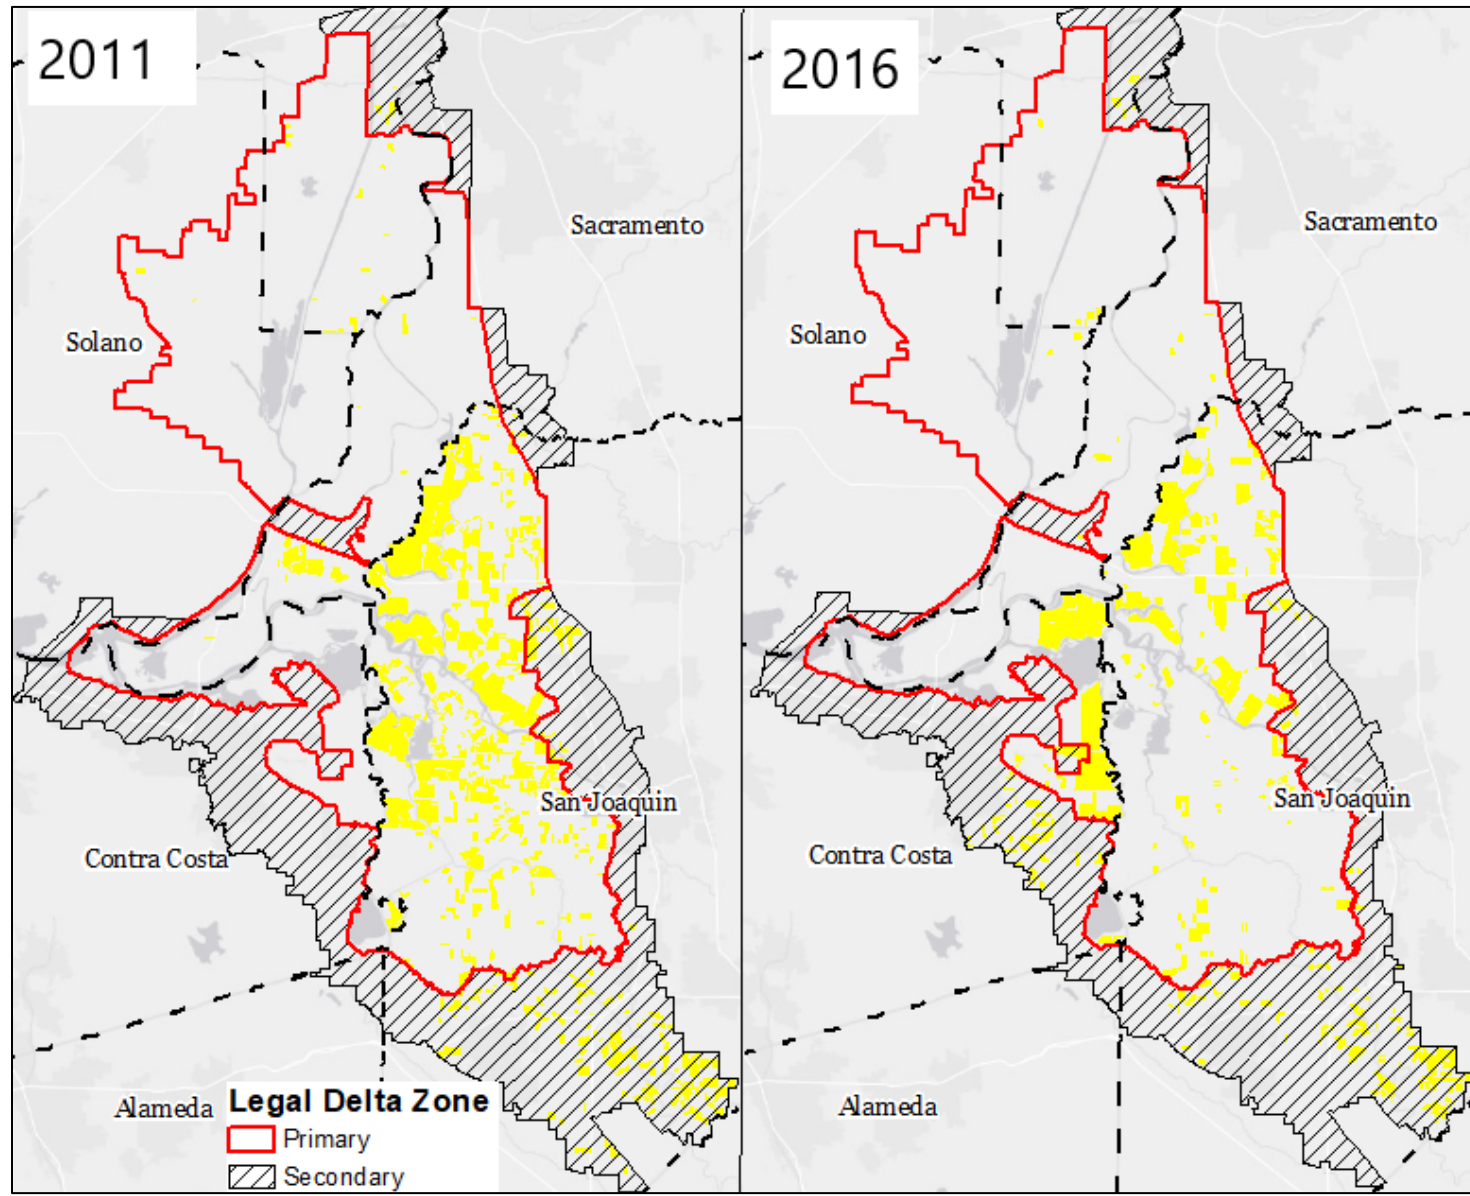 2011
2016
Sacramento
Sacramento
Solano
Solano
San Joaquin
San Joaquin
Contra Costa
Contra Costa
Alameda
Alameda
Legal Delta Zone
Primary
Secondary